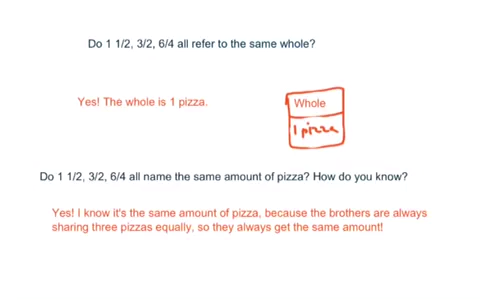 Do 1 1/2, 3/2, 6/4 all refer to the same whole?
Yes! The whole is 1 pizza.
Whole
1 pizza
Do 1 1/2, 3/2, 6/4 all name the same amount of pizza? How do you know?
Yes! I know it's the same amount of pizza, because the brothers are always
sharing three pizzas equally, so they always get the same amount!